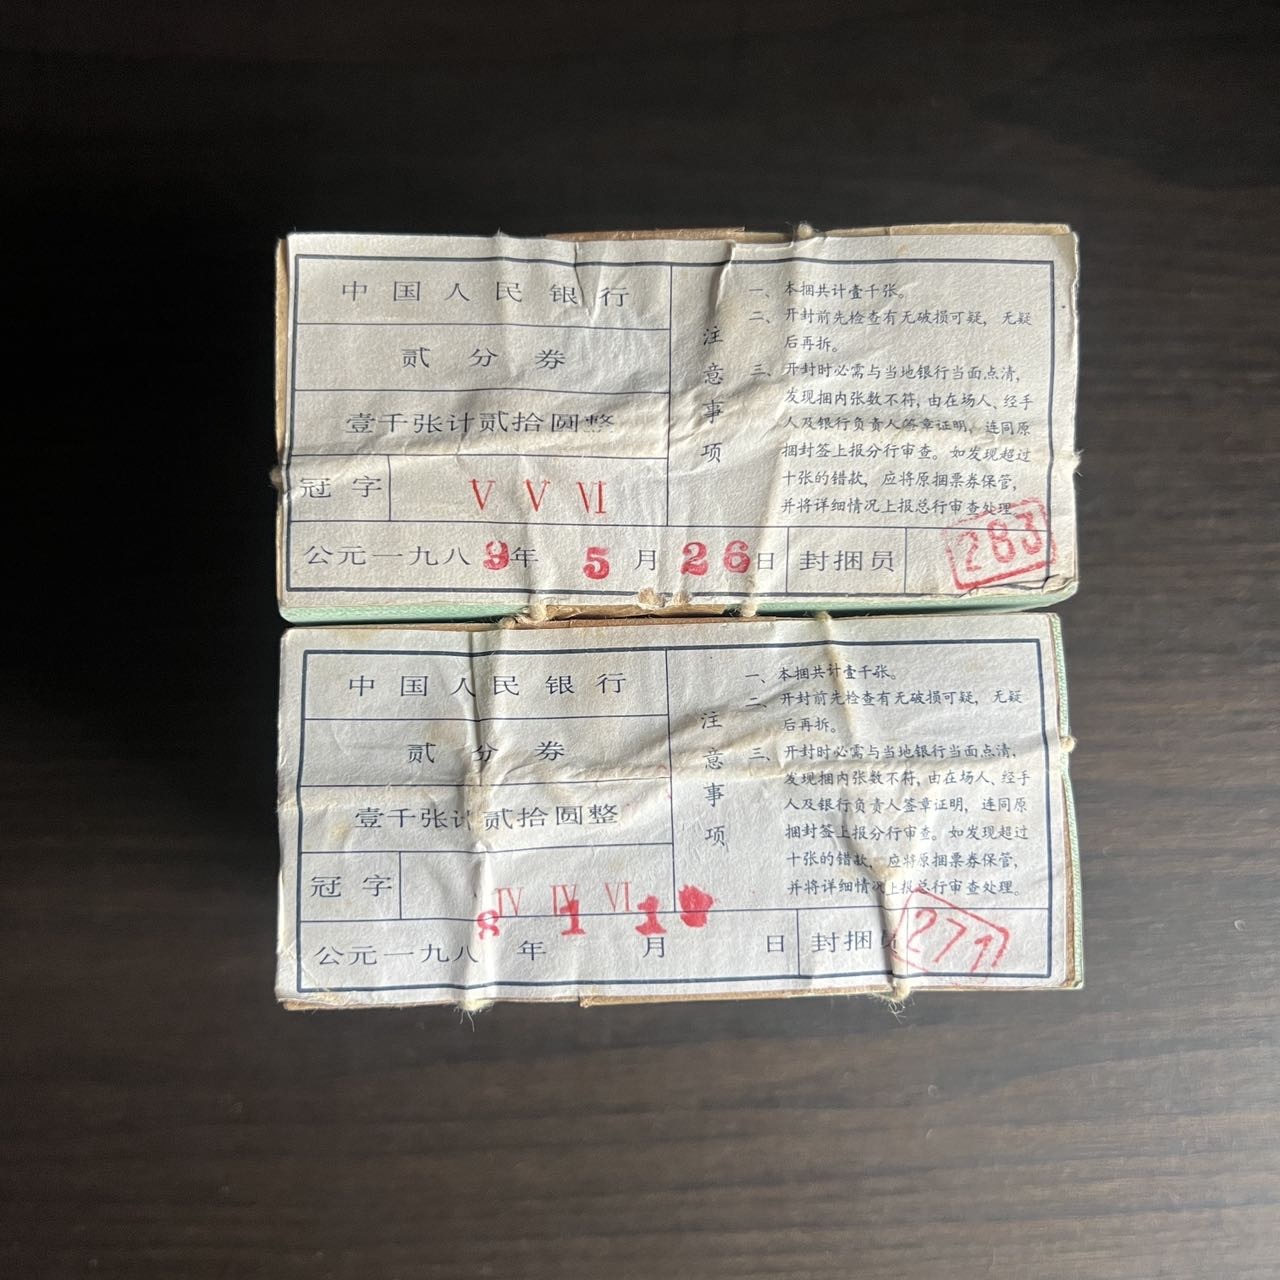 中国人民银行
贰分券
壹千张计贰拾圆整
冠字 V V VI
公元一九八9年 5月 26日 封捆员 283
注意事项
一、本捆共计壹千张。
二、开封前先检查有无破损可疑，无疑
后再拆。
三、开封时必需与当地银行当面点清，
发现捆内张数不符，由在场人、经手
人及银行负责人签章证明，连同原
捆封签上报分行审查。如发现超过
十张的错款，应将原捆票券保管，
并将详细情况上报总行审查处理。
中国人民银行
贰分券
壹千张计贰拾圆整
冠字 IV IV VI
8 1 1
公元一九八 年 月 日 封捆员 271
注意事项
一、本捆共计壹千张。
二、开封前先检查有无破损可疑，无疑
后再拆。
三、开封时必需与当地银行当面点清，
发现捆内张数不符，由在场人、经手
人及银行负责人签章证明，连同原
捆封签上报分行审查。如发现超过
十张的错款，应将原捆票券保管，
并将详细情况上报总行审查处理。